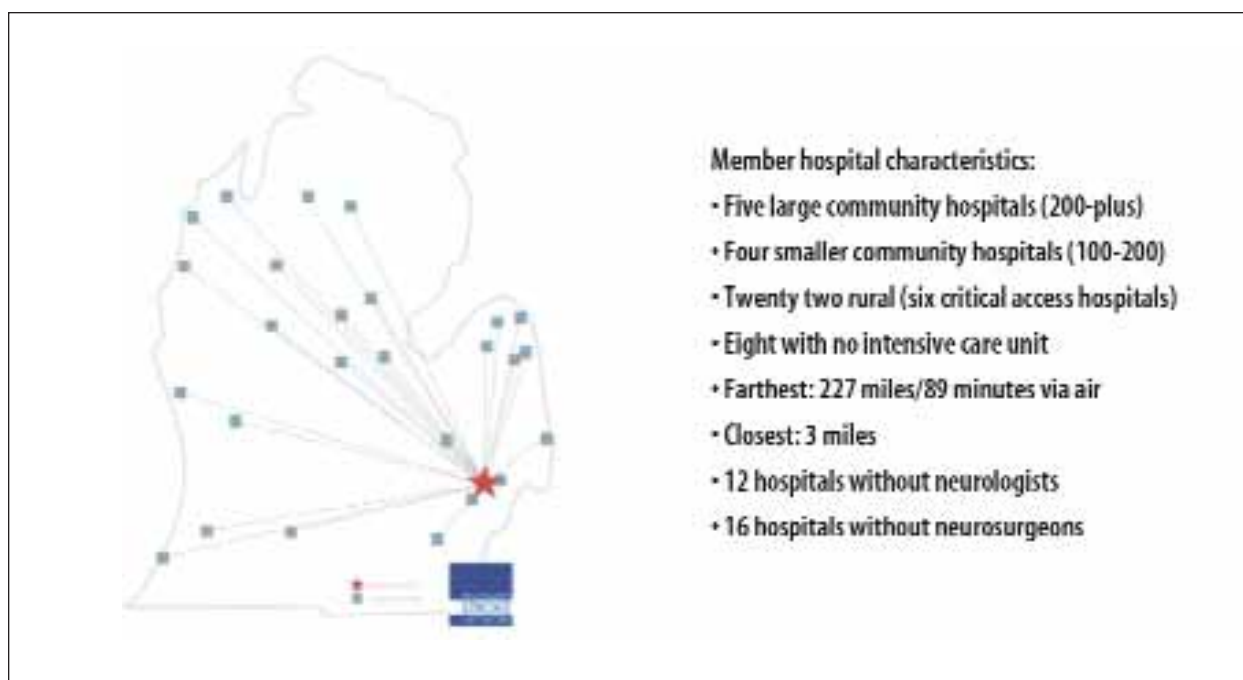 Member hospital characteristics:
• Five large community hospitals (200-plus)
• Four smaller community hospitals (100-200)
• Twenty two rural (six critical access hospitals)
• Eight with no intensive care unit
• Farthest: 227 miles/89 minutes via air
• Closest: 3 miles
• 12 hospitals without neurologists
• 16 hospitals without neurosurgeons